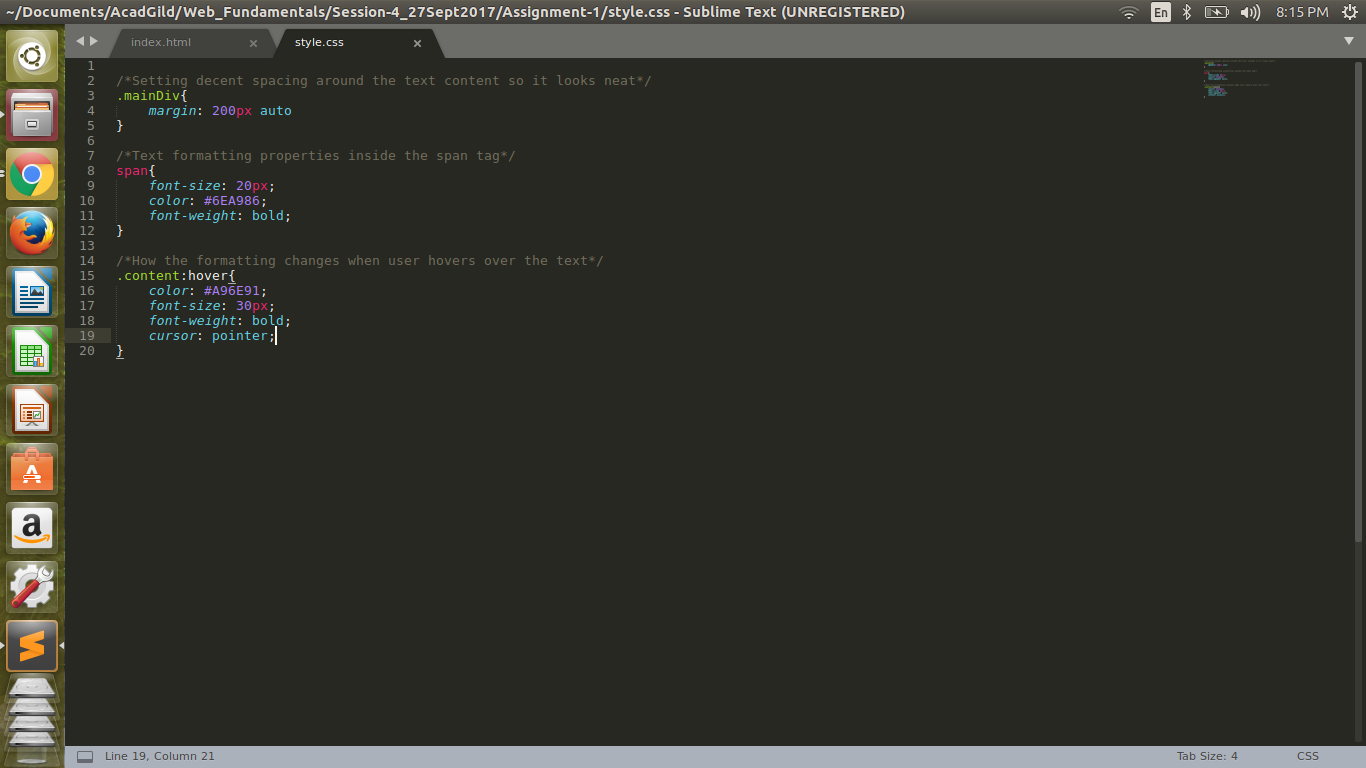 ~/Documents/AcadGild/Web_Fundamentals/Session-4_27Sept2017/Assignment-1/style.css - Sublime Text (UNREGISTERED)
En
8:15 PM
index.html
style.css
1
2 /*Setting decent spacing around the text content so it looks neat*/
3 .mainDiv{
4     margin: 200px auto
5 }
6
7 /*Text formatting properties inside the span tag*/
8 span{
9     font-size: 20px;
10     color: #6EA986;
11     font-weight: bold;
12 }
13
14 /*How the formatting changes when user hovers over the text*/
15 .content:hover{
16     color: #A96E91;
17     font-size: 30px;
18     font-weight: bold;
19     cursor: pointer;
20 }
Line 19, Column 21
Tab Size: 4
CSS